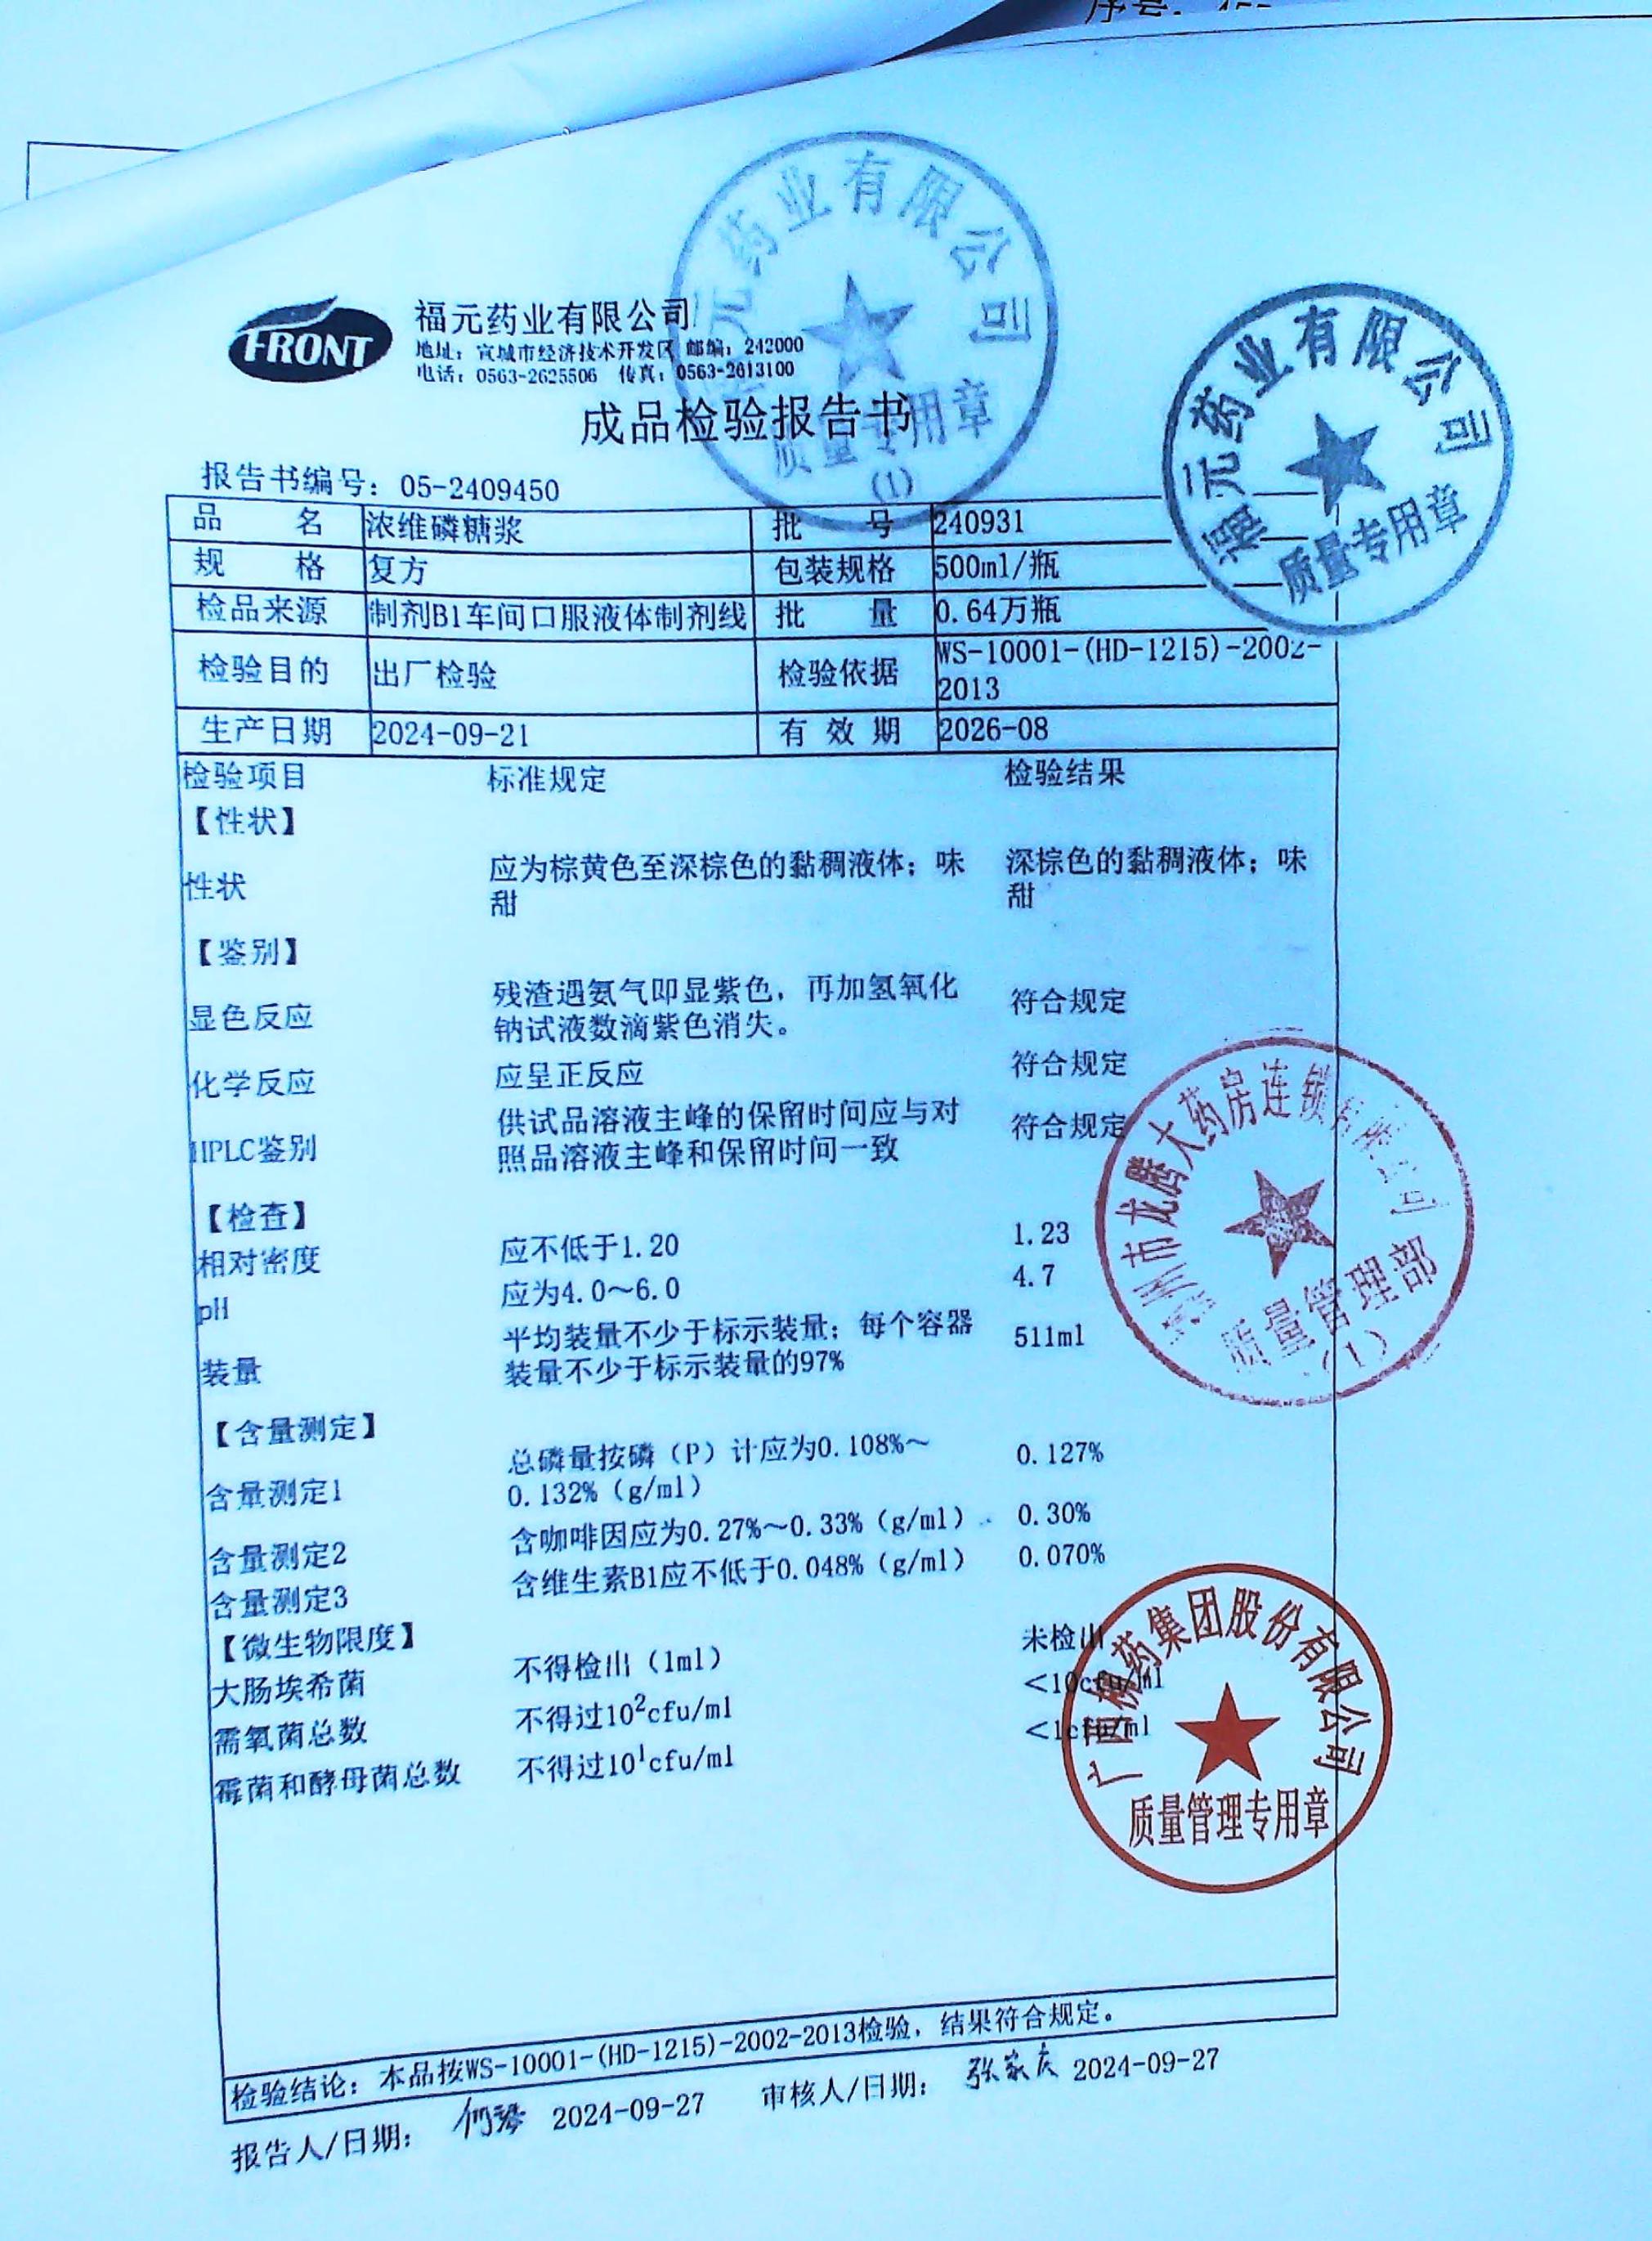 FRONT
福元药业有限公司
地址：宣城市经济技术开发区 邮编：242000
电话：0563-2625506 传真：0563-2613100
成品检验报告书
元药业有限公司
质量专用章
(1)
福元药业有限公司
质量专用章
报告书编号：05-2409450
品 名 浓维磷糖浆 批 号 240931
规 格 复方 包装规格 500ml/瓶
检品来源 制剂B1车间口服液体制剂线 批 量 0.64万瓶
检验目的 出厂检验 检验依据 WS-10001-(HD-1215)-2002-
2013
生产日期 2024-09-21 有 效 期 2026-08
检验项目 标准规定 检验结果
【性状】
性状 应为棕黄色至深棕色的黏稠液体；味 深棕色的黏稠液体；味
甜 甜
【鉴别】
显色反应 残渣遇氨气即显紫色，再加氢氧化 符合规定
钠试液数滴紫色消失。
化学反应 应呈正反应 符合规定
HPLC鉴别 供试品溶液主峰的保留时间应与对 符合规定
照品溶液主峰和保留时间一致
【检查】
相对密度 应不低于1.20 1.23
pH 应为4.0～6.0 4.7
装量 平均装量不少于标示装量；每个容器 511ml
装量不少于标示装量的97%
州市龙腾大药房连锁有限公司
质量管理部
(1)
【含量测定】
含量测定1 总磷量按磷（P）计应为0.108%～ 0.127%
0.132%（g/ml）
含量测定2 含咖啡因应为0.27%～0.33%（g/ml） 0.30%
含量测定3 含维生素B1应不低于0.048%（g/ml） 0.070%
【微生物限度】
大肠埃希菌 不得检出（1ml） 未检出
需氧菌总数 不得过10²cfu/ml <10cfu/ml
霉菌和酵母菌总数 不得过10¹cfu/ml <1cfu/ml
广西柳药集团股份有限公司
质量管理专用章
检验结论：本品按WS-10001-(HD-1215)-2002-2013检验，结果符合规定。
报告人/日期： 2024-09-27 审核人/日期： 张家庆 2024-09-27